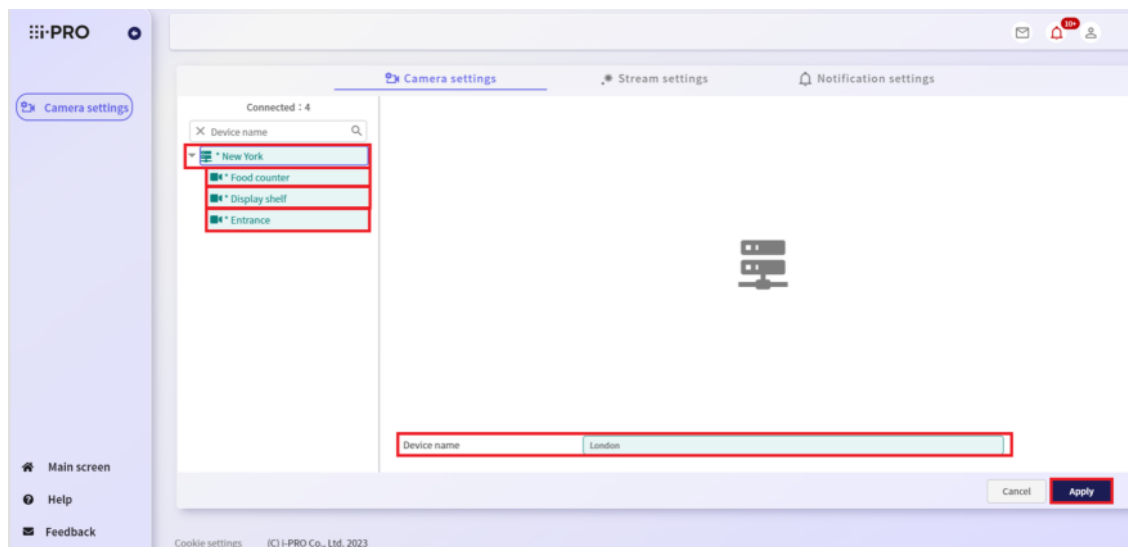 i-PRO
10+
Camera settings
Stream settings
Notification settings
Camera settings
Connected : 4
Device name
* New York
* Food counter
* Display shelf
* Entrance
Device name
London
Main screen
Help
Feedback
Cancel
Apply
Cookie settings (C) i-PRO Co., Ltd. 2023